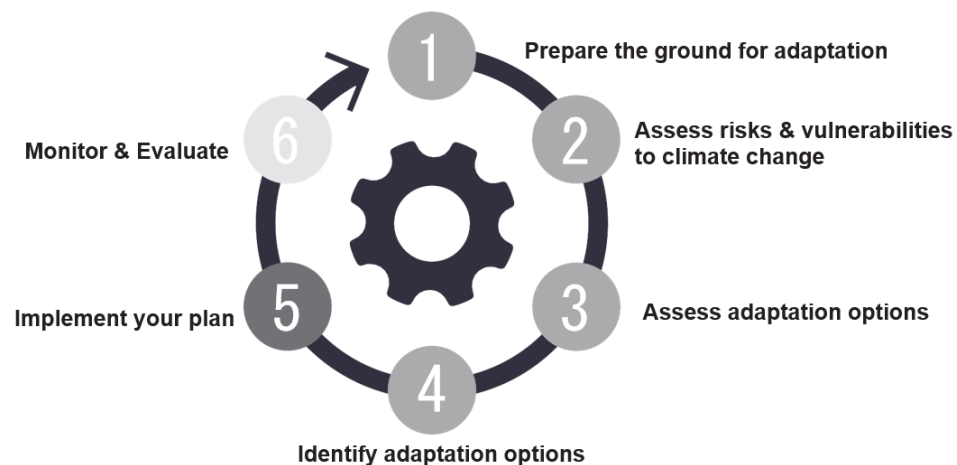 1
Prepare the ground for adaptation
2
Assess risks & vulnerabilities
to climate change
3
Assess adaptation options
4
Identify adaptation options
5
Implement your plan
6
Monitor & Evaluate